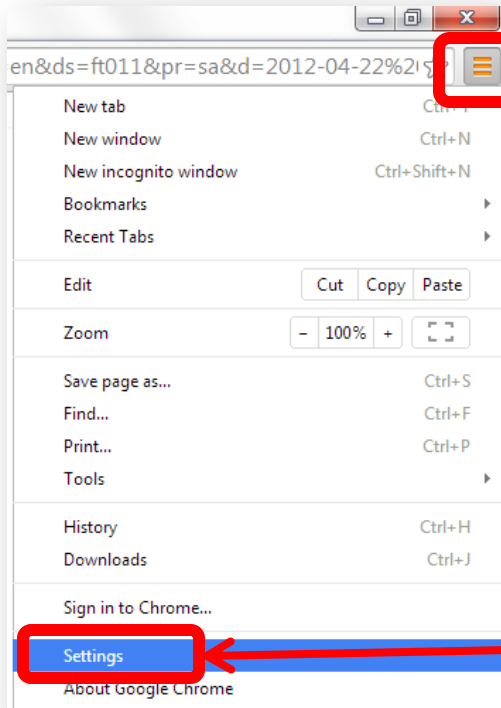 en&ds=ft011&pr=sa&d=2012-04-22%20
New tab
New window Ctrl+N
New incognito window Ctrl+Shift+N
Bookmarks
Recent Tabs
Edit Cut Copy Paste
Zoom - 100% +
Save page as... Ctrl+S
Find... Ctrl+F
Print... Ctrl+P
Tools
History Ctrl+H
Downloads Ctrl+J
Sign in to Chrome...
Settings
About Google Chrome